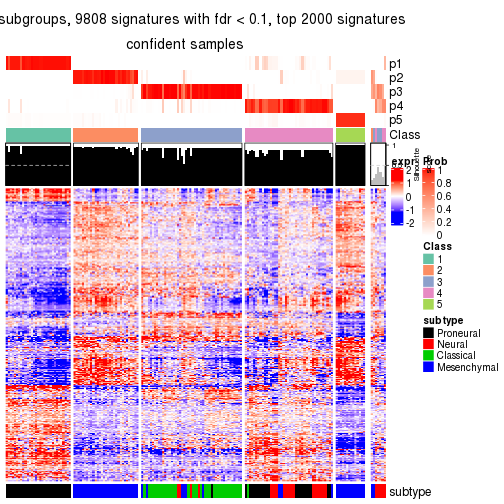 subgroups, 9808 signatures with fdr < 0.1, top 2000 signatures
confident samples
p1
p2
p3
p4
p5
Class
1
Silhouette
expr
2
1
0
-1
-2
Prob
1
0.8
0.6
0.4
0.2
0
Class
1
2
3
4
5
subtype
Proneural
Neural
Classical
Mesenchymal
subtype